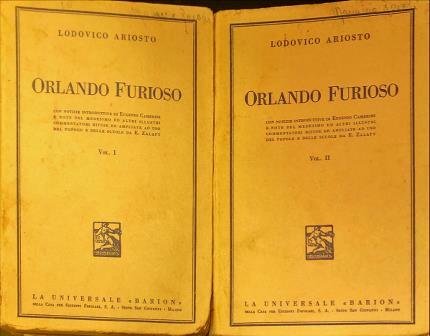 LODOVICO ARIOSTO
ORLANDO FURIOSO
CON NOTIZIE INTRODUTTIVE DI EUGENIO CAMERINI
E NOTE DEL MEDESIMO ED ALTRI ILLUSTRI
COMMENTATORI RIVISTE ED AMPLIATE AD USO
DEL POPOLO E DELLE SCUOLE DA E. ZALAFY
VOL. I
LA UNIVERSALE «BARION»
DELLA CASA PER EDIZIONI POPOLARI, S. A. - SESTO SAN GIOVANNI - MILANO
LODOVICO ARIOSTO
ORLANDO FURIOSO
CON NOTIZIE INTRODUTTIVE DI EUGENIO CAMERINI
E NOTE DEL MEDESIMO ED ALTRI ILLUSTRI
COMMENTATORI RIVISTE ED AMPLIATE AD USO
DEL POPOLO E DELLE SCUOLE DA E. ZALAFY
VOL. II
LA UNIVERSALE «BARION»
DELLA CASA PER EDIZIONI POPOLARI, S. A. - SESTO SAN GIOVANNI - MILANO